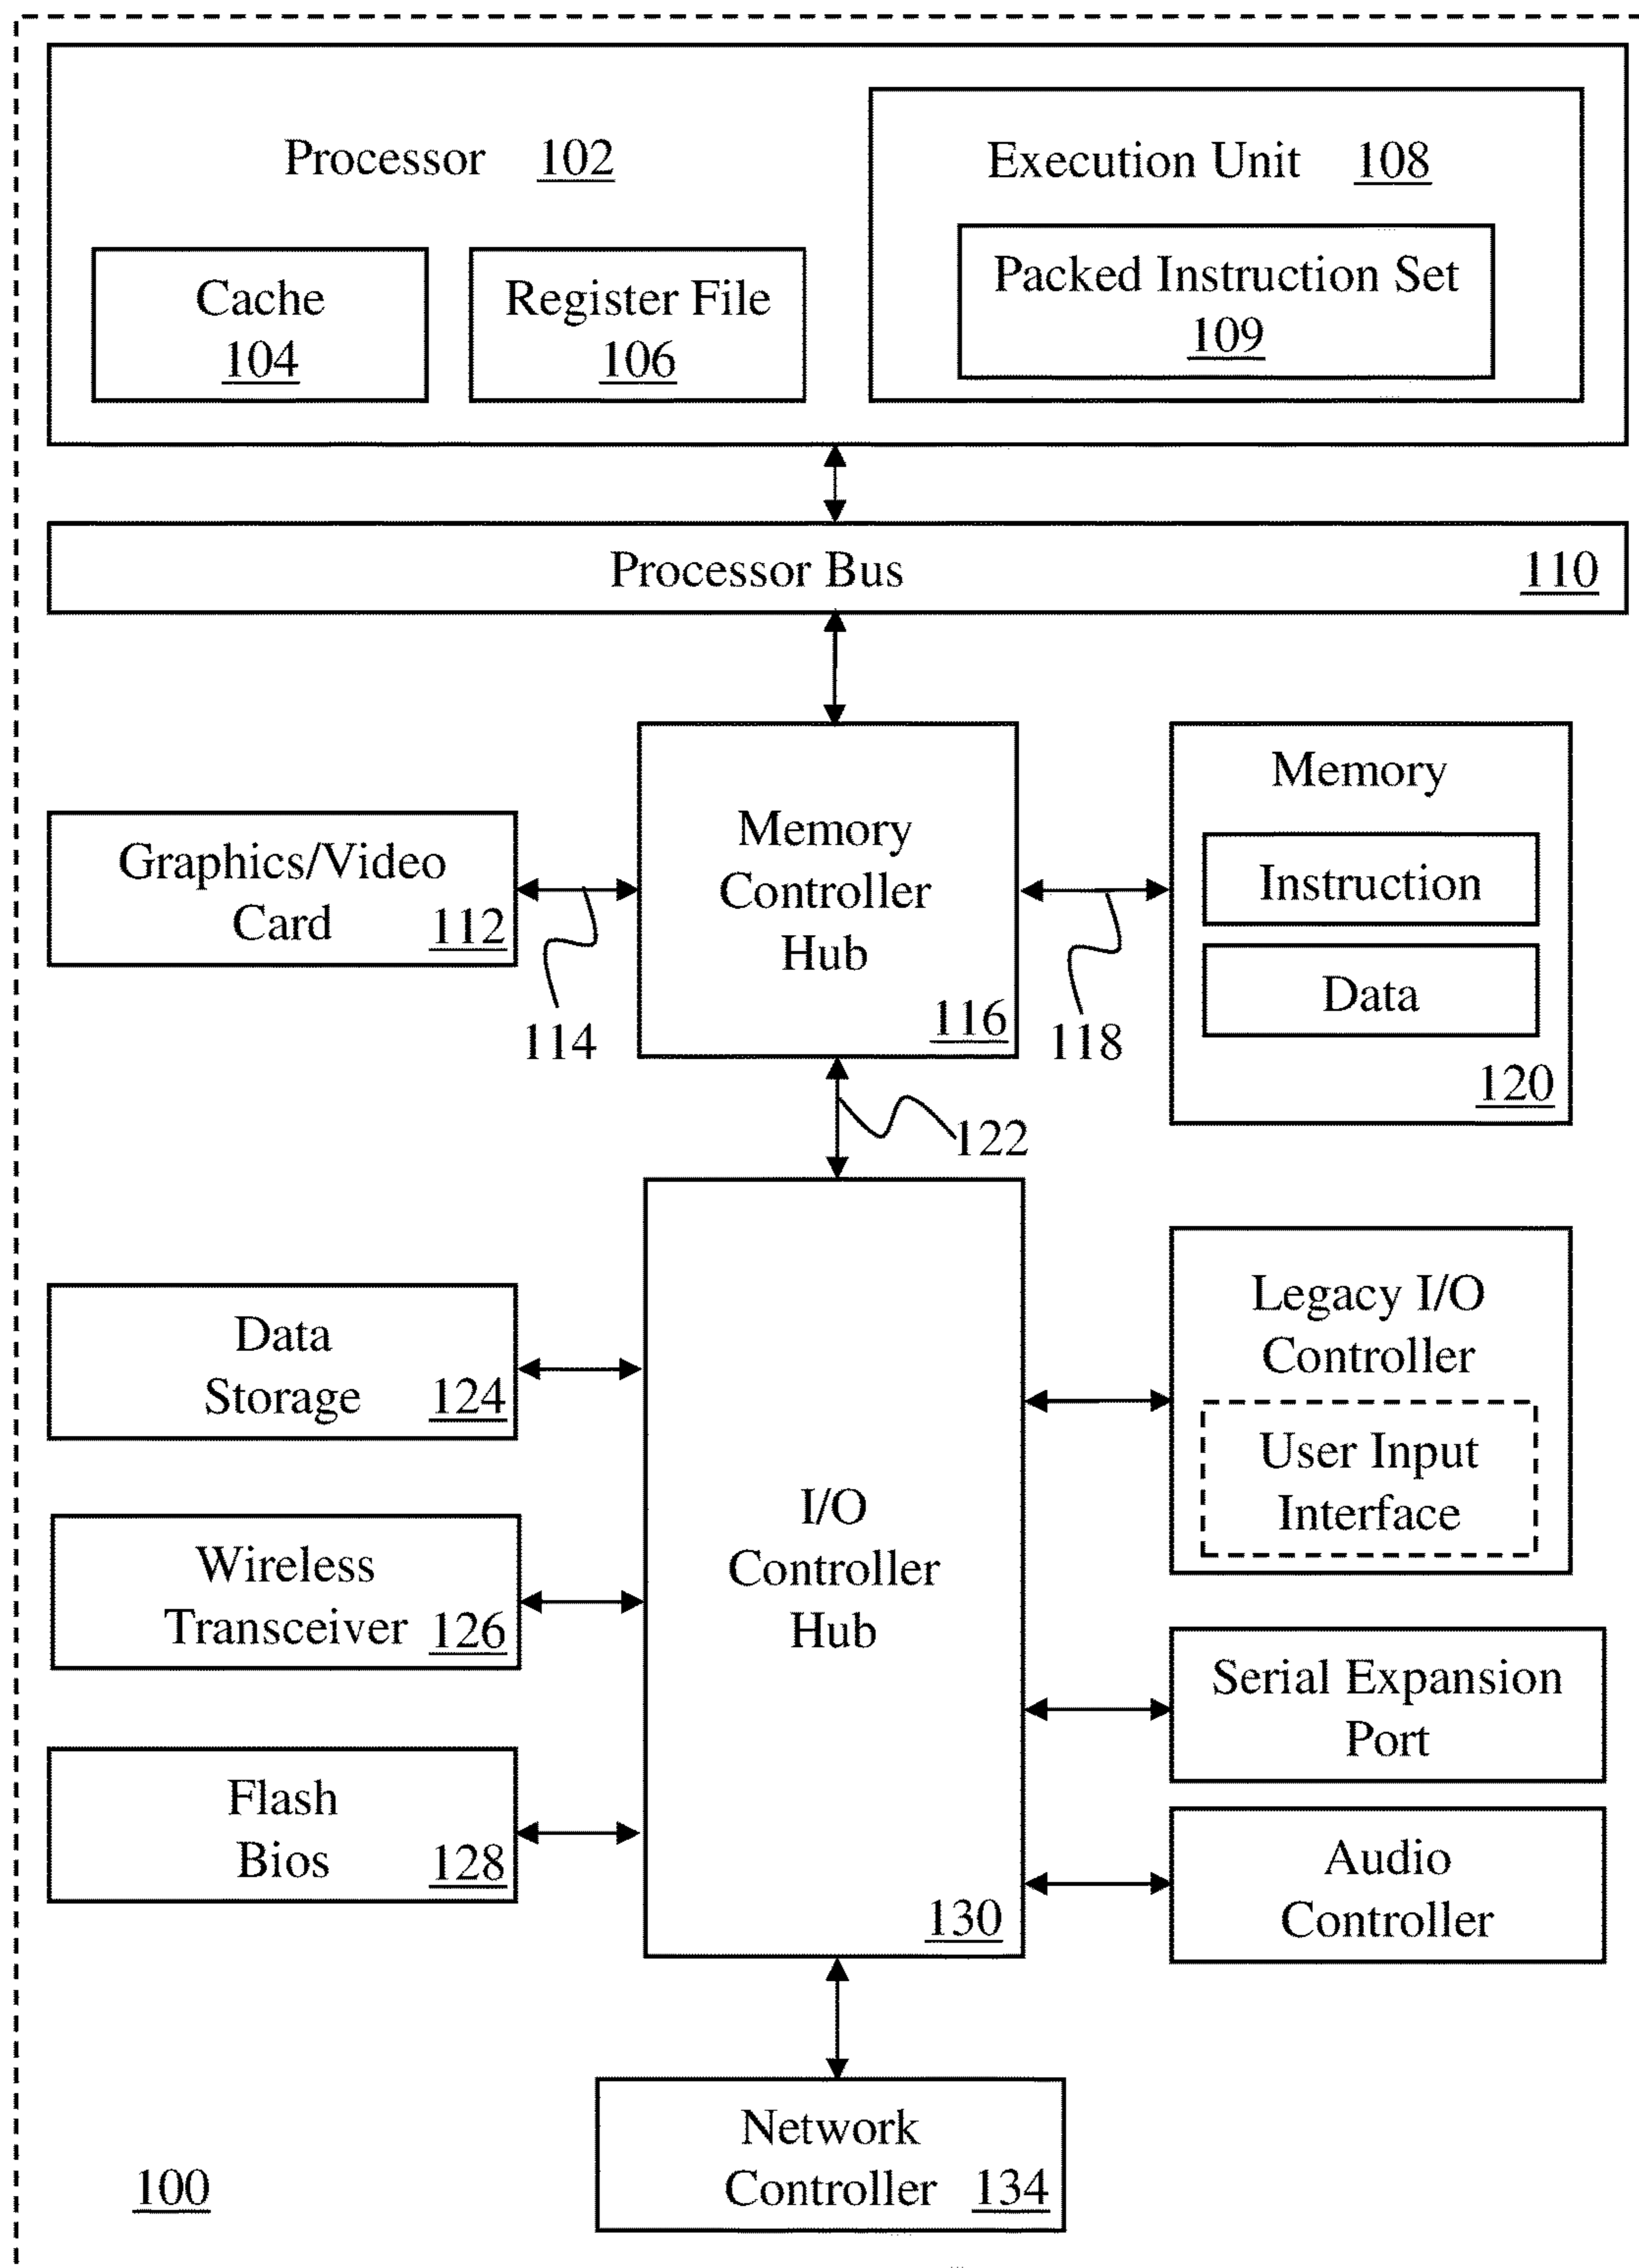 Processor 102
Execution Unit 108
Cache
104
Register File
106
Packed Instruction Set
109
Processor Bus 110
Graphics/Video
Card 112
114
Memory
Controller
Hub
116
118
Memory
Instruction
Data
120
122
Data
Storage 124
Wireless
Transceiver 126
Flash
Bios 128
I/O
Controller
Hub
130
Legacy I/O
Controller
User Input
Interface
Serial Expansion
Port
Audio
Controller
Network
Controller 134
100